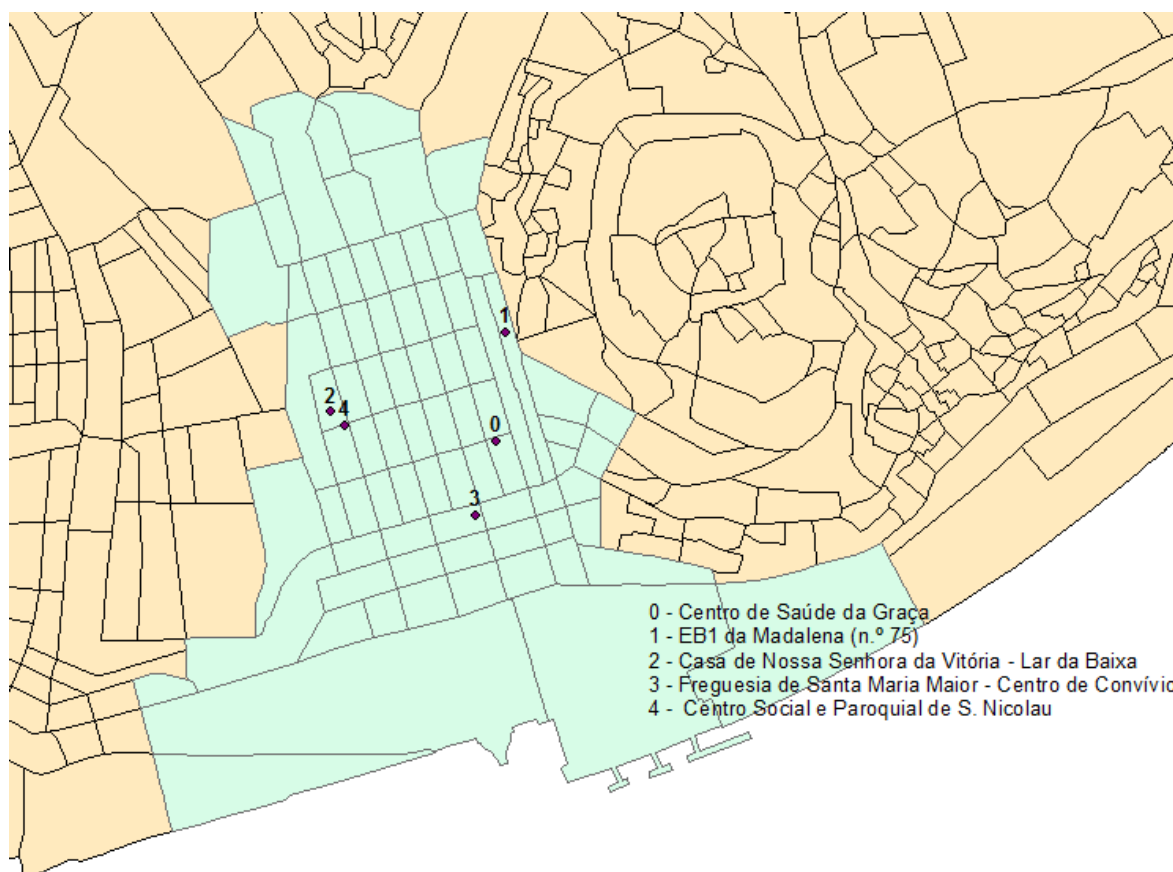 1
2
4
0
3
0 - Centro de Saúde da Graça
1 - EB1 da Madalena (n.º 75)
2 - Casa de Nossa Senhora da Vitória - Lar da Baixa
3 - Freguesia de Santa Maria Maior - Centro de Convívio
4 - Centro Social e Paroquial de S. Nicolau